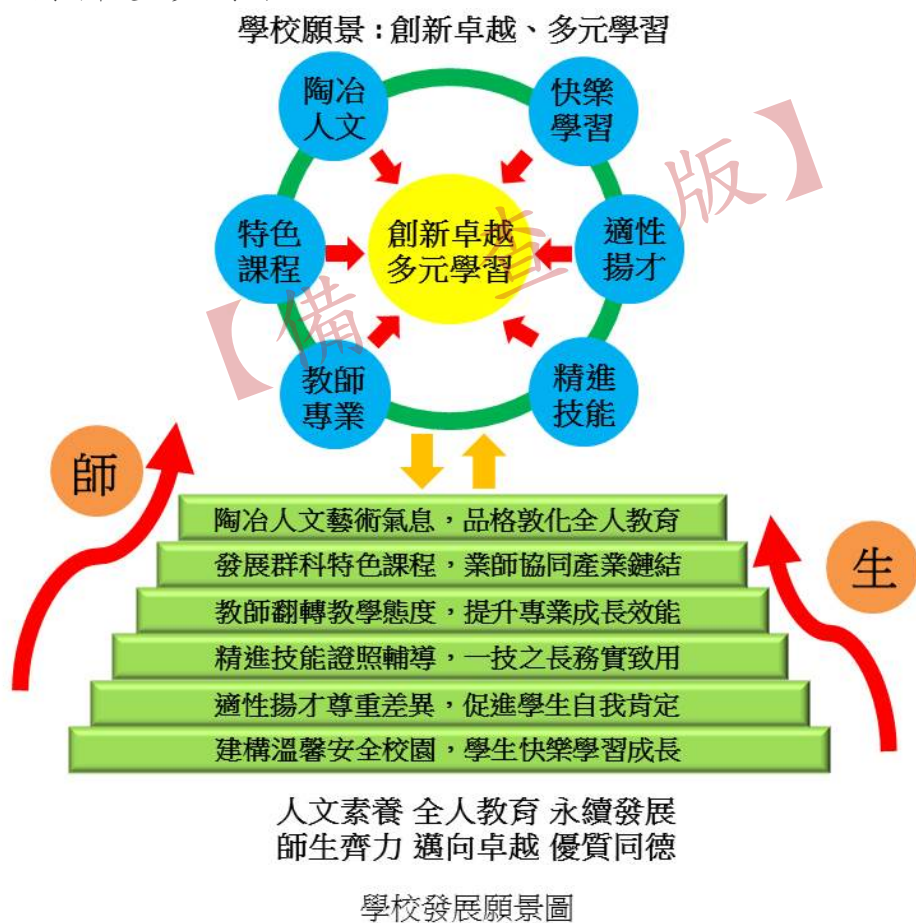 學校願景：創新卓越、多元學習
陶冶
人文
快樂
學習
特色
課程
創新卓越
多元學習
適性
揚才
教師
專業
精進
技能
【備查版】
師
生
陶冶人文藝術氣息，品格敦化全人教育
發展群科特色課程，業師協同產業鏈結
教師翻轉教學態度，提升專業成長效能
精進技能證照輔導，一技之長務實致用
適性揚才尊重差異，促進學生自我肯定
建構溫馨安全校園，學生快樂學習成長
人文素養 全人教育 永續發展
師生齊力 邁向卓越 優質同德
學校發展願景圖